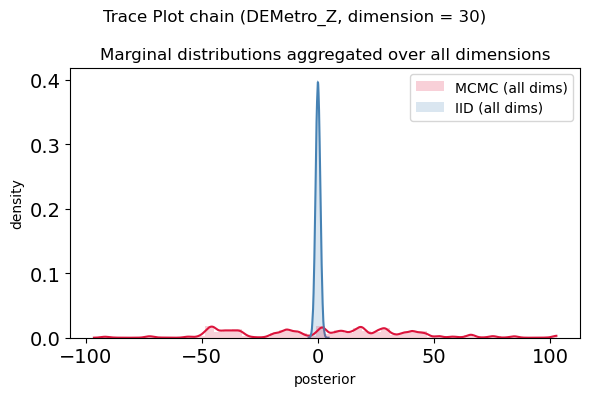 Trace Plot chain (DEMetro_Z, dimension = 30)
Marginal distributions aggregated over all dimensions
MCMC (all dims)
IID (all dims)
density
0.4
0.3
0.2
0.1
0.0
−100
−50
0
50
100
posterior